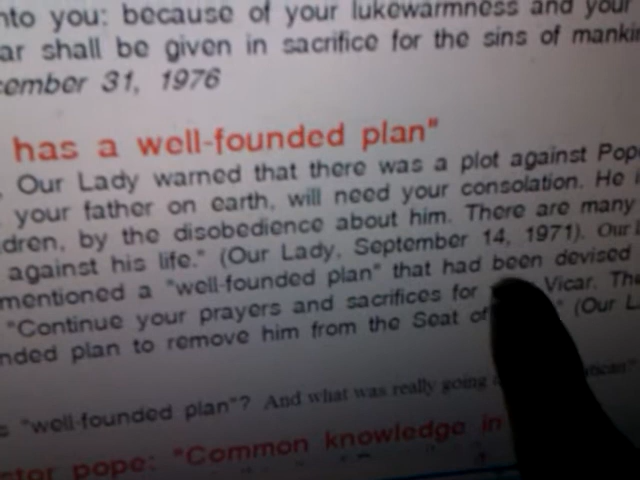 nto you: because of your lukewarmness and your
ar shall be given in sacrifice for the sins of mankin
cember 31, 1976
has a well-founded plan"
. Our Lady warned that there was a plot against Pope
your father on earth, will need your consolation. He i
dren, by the disobedience about him. There are many
against his life." (Our Lady, September 14, 1971). Our L
mentioned a "well-founded plan" that had been devised
"Continue your prayers and sacrifices for Vicar. The
nded plan to remove him from the Seat of " (Our L
s "well-founded plan"? And what was really going
stor pope: "Common knowledge in